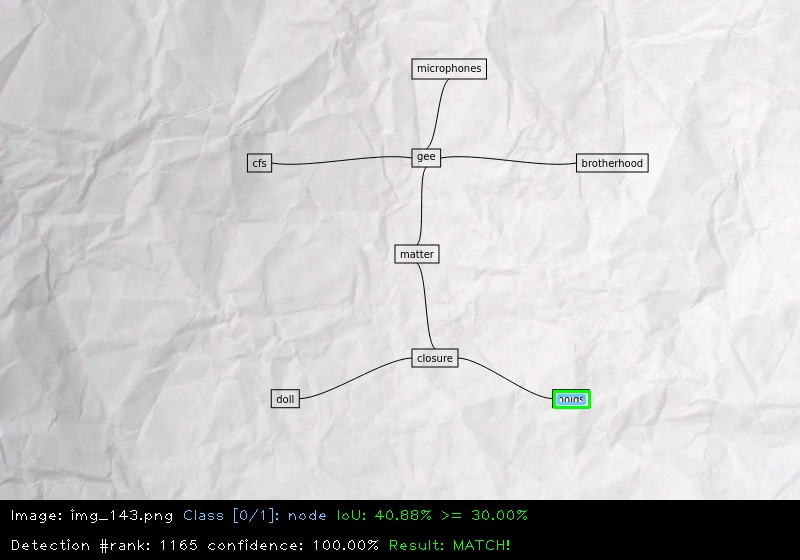 microphones
gee
cfs
brotherhood
matter
closure
doll
Image: img_143.png Class [0/1]: node IoU: 40.88% >= 30.00%
Detection #rank: 1165 confidence: 100.00% Result: MATCH!